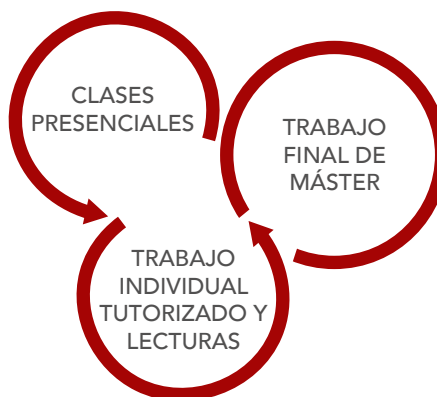 CLASES
PRESENCIALES
TRABAJO
FINAL DE
MÁSTER
TRABAJO
INDIVIDUAL
TUTORIZADO Y
LECTURAS